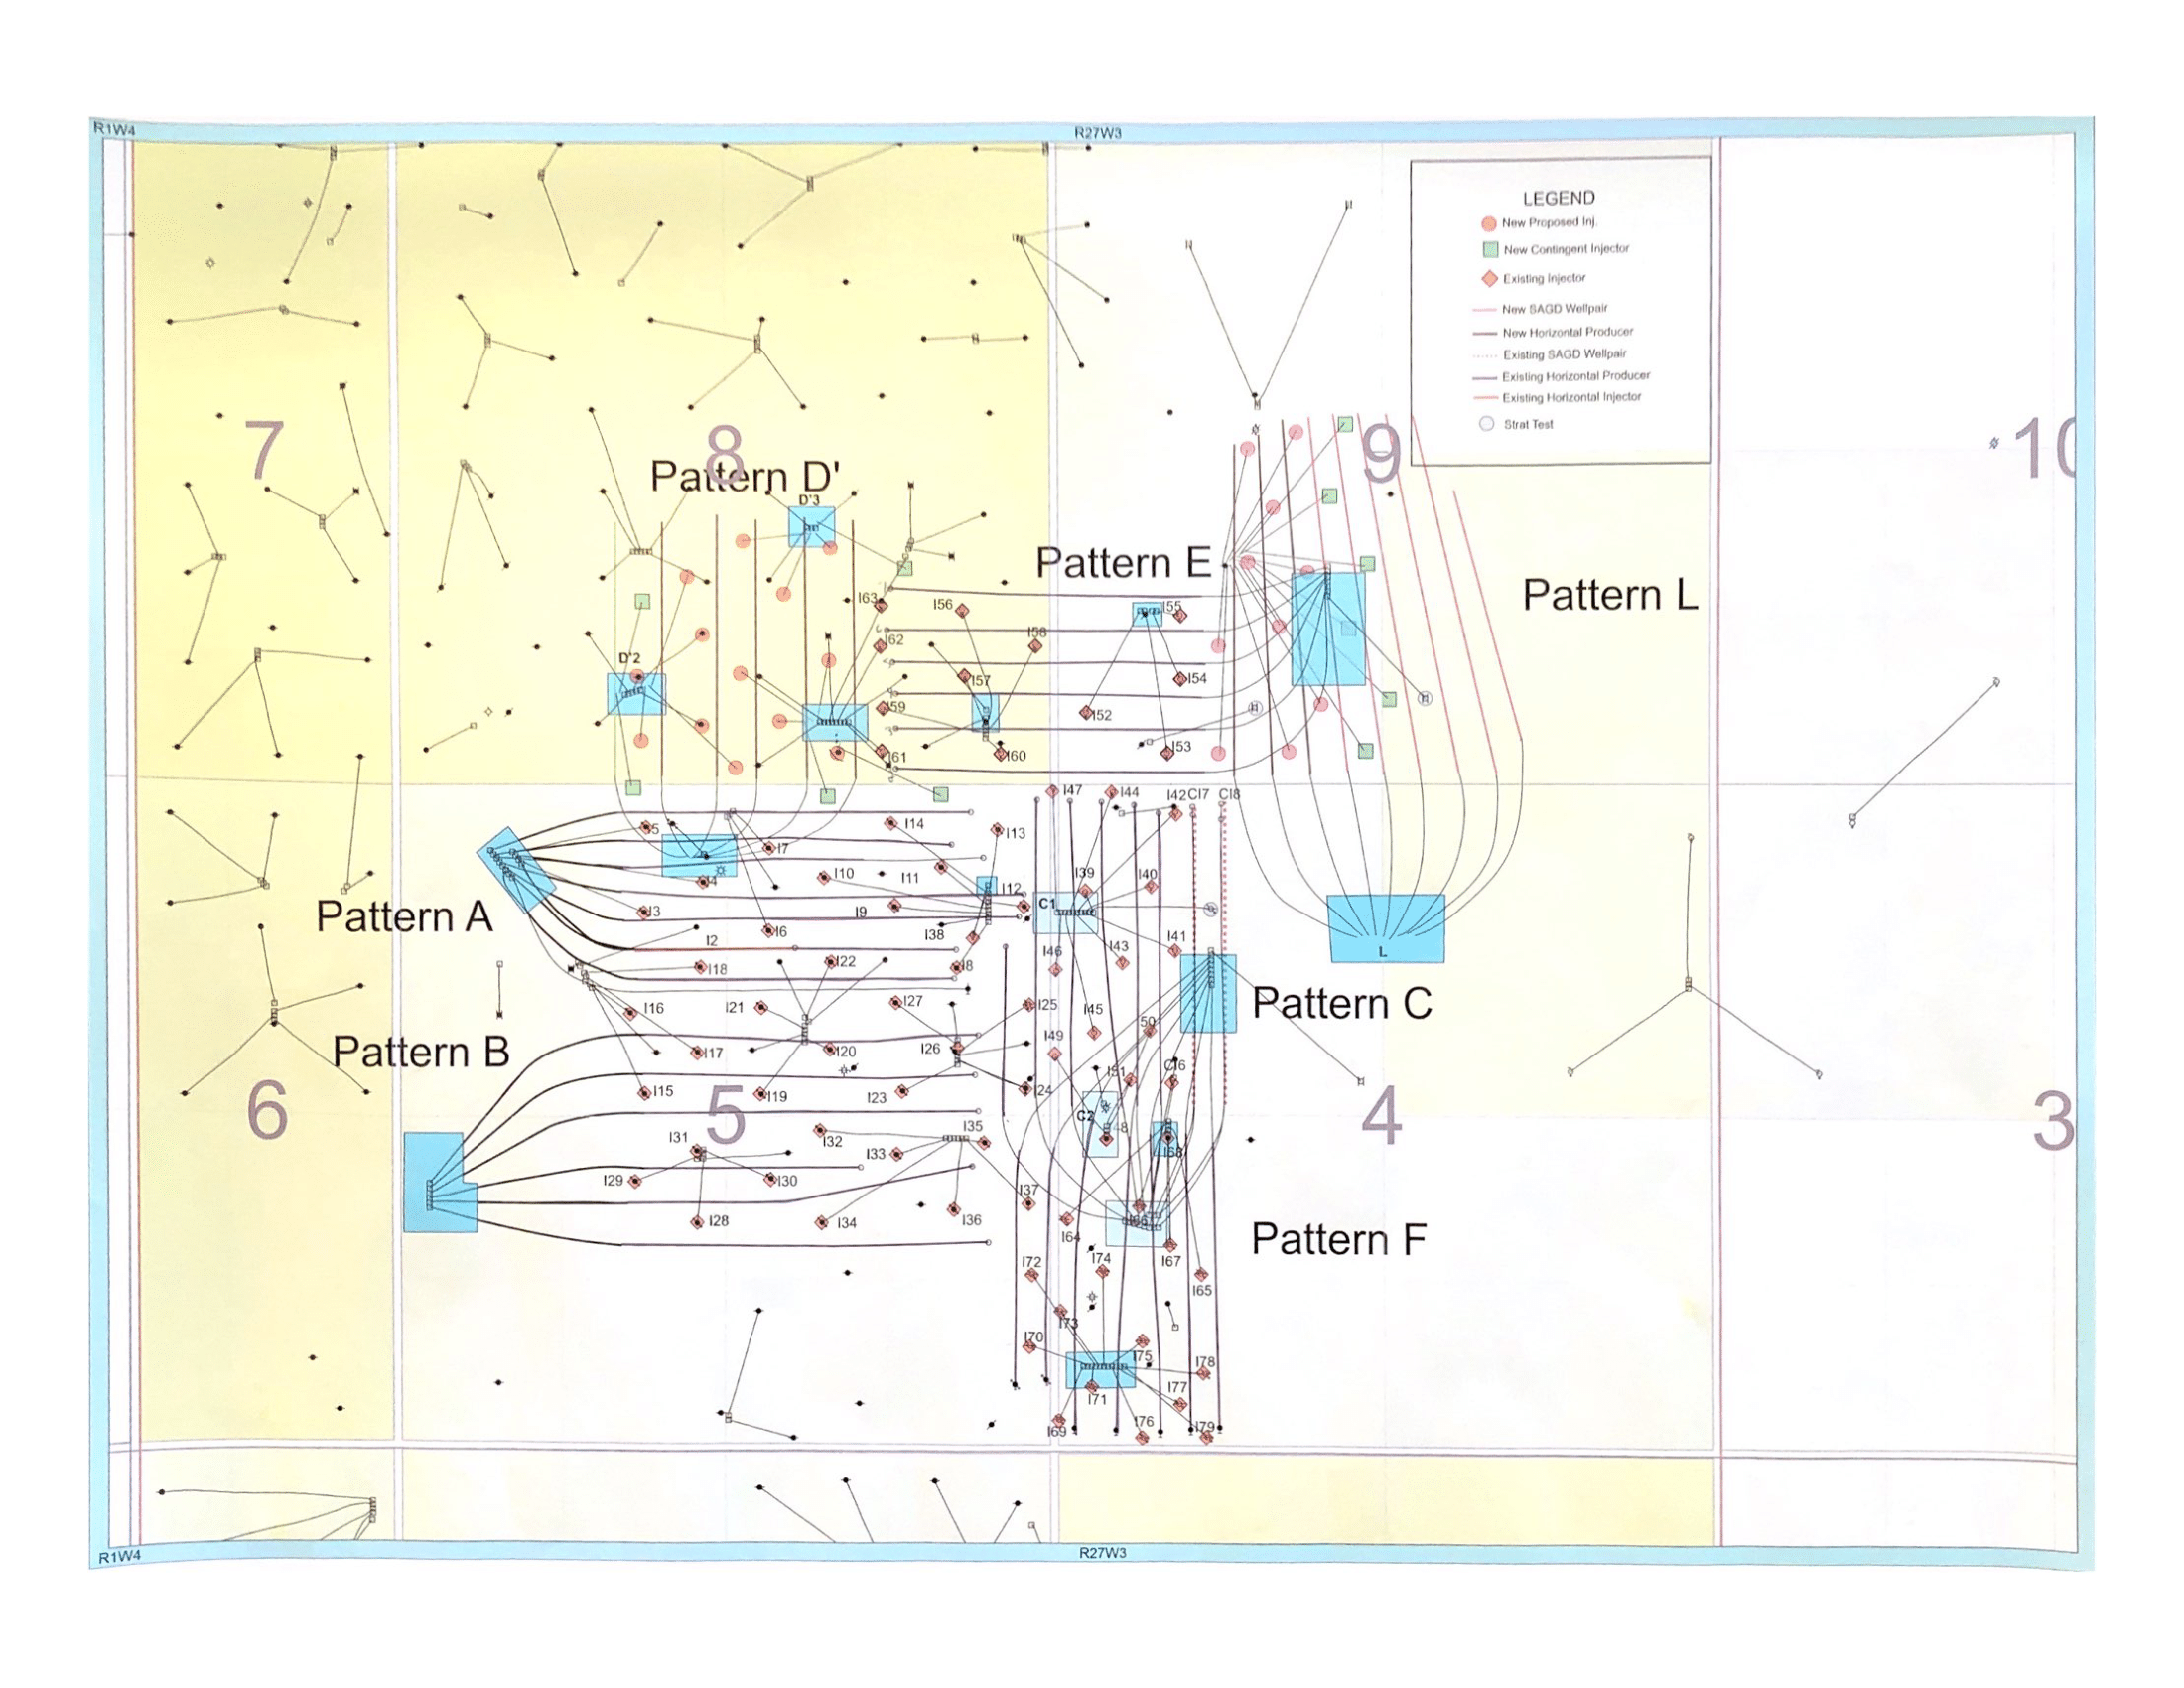 R1W4
R27W3
LEGEND
New Proposed Inj.
New Contingent Injector
Existing Injector
New SAGD Wellpair
New Horizontal Producer
Existing SAGD Wellpair
Existing Horizontal Producer
Existing Horizontal Injector
Strat Test
7
8
9
10
Pattern D'
D'3
Pattern E
Pattern L
I63
I56
I55
I62
I58
D'2
I57
I54
I59
I52
I61
I60
I53
I47
I44
I42
CI7
CI8
I5
I14
I13
I7
I10
I11
I39
I40
I4
I12
C1
Pattern A
I3
I9
I2
I6
I38
I43
I41
I46
L
I18
I22
I8
I16
I21
I27
I25
I45
Pattern C
Pattern B
I17
I20
I26
I49
50
I51
CI6
I15
I19
I23
I24
6
5
4
3
C2
48
I31
I32
I33
I35
I68
I29
I30
I37
I28
I34
I36
I66
I64
Pattern F
I72
I74
I67
I65
I73
I70
I75
I78
I71
I77
I69
I76
I79
R1W4
R27W3